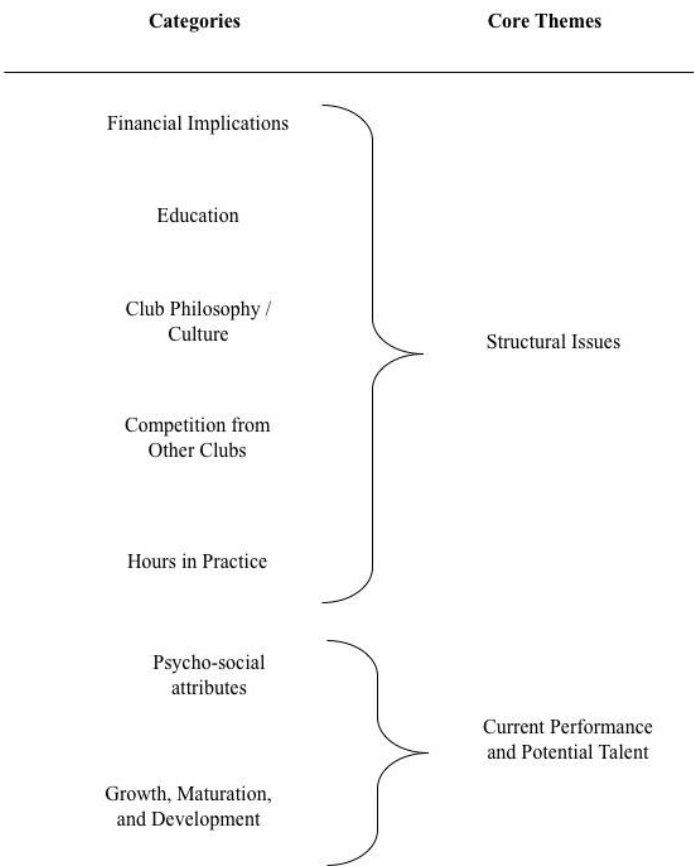 Categories
Core Themes
Financial Implications
Education
Club Philosophy /
Culture
Structural Issues
Competition from
Other Clubs
Hours in Practice
Psycho-social
attributes
Current Performance
and Potential Talent
Growth, Maturation,
and Development